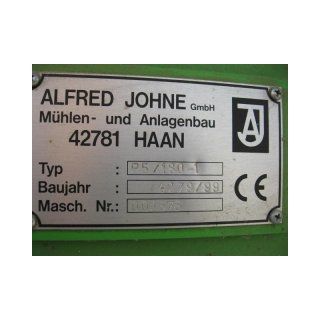 ALFRED JOHNE GmbH
Mühlen- und Anlagenbau
42781 HAAN
Typ :
Baujahr :
Masch. Nr.:
CE